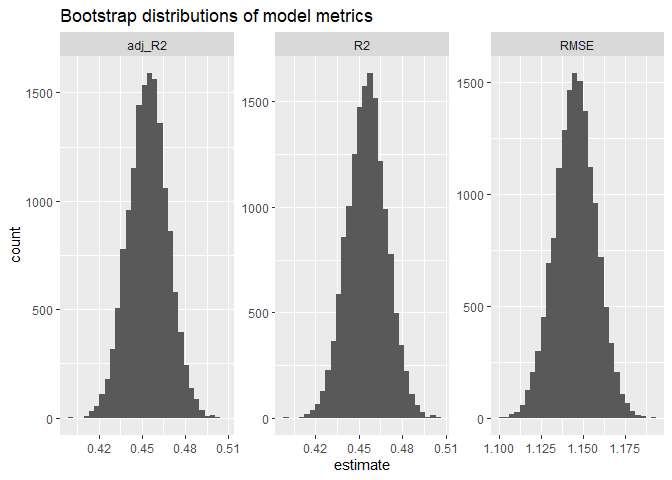 Bootstrap distributions of model metrics
adj_R2 R2 RMSE
1500 1500 1500
1000 1000 1000
count
500 500 500
0 0 0
0.42 0.45 0.48 0.51 0.42 0.45 0.48 0.51 1.100 1.125 1.150 1.175
estimate